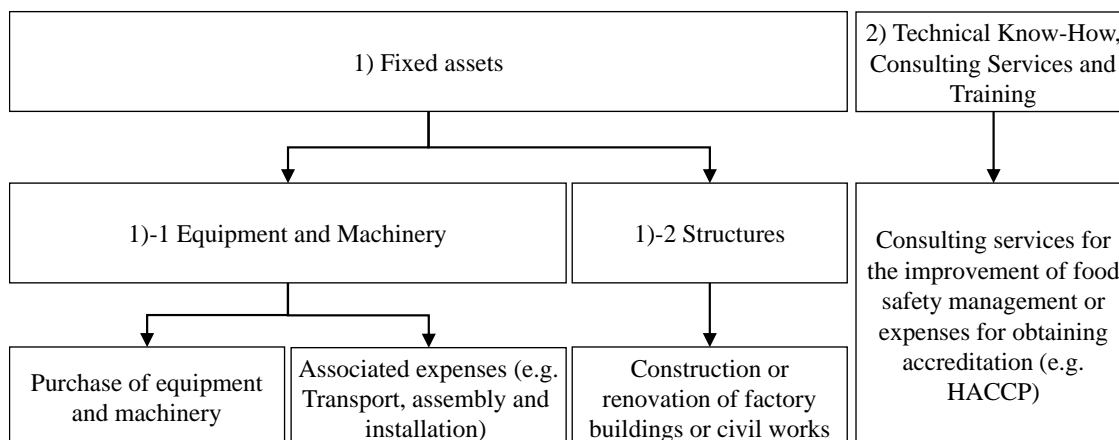 1) Fixed assets
2) Technical Know-How,
Consulting Services and
Training
1)-1 Equipment and Machinery
1)-2 Structures
Consulting services for
the improvement of food
safety management or
expenses for obtaining
accreditation (e.g.
HACCP)
Purchase of equipment
and machinery
Associated expenses (e.g.
Transport, assembly and
installation)
Construction or
renovation of factory
buildings or civil works